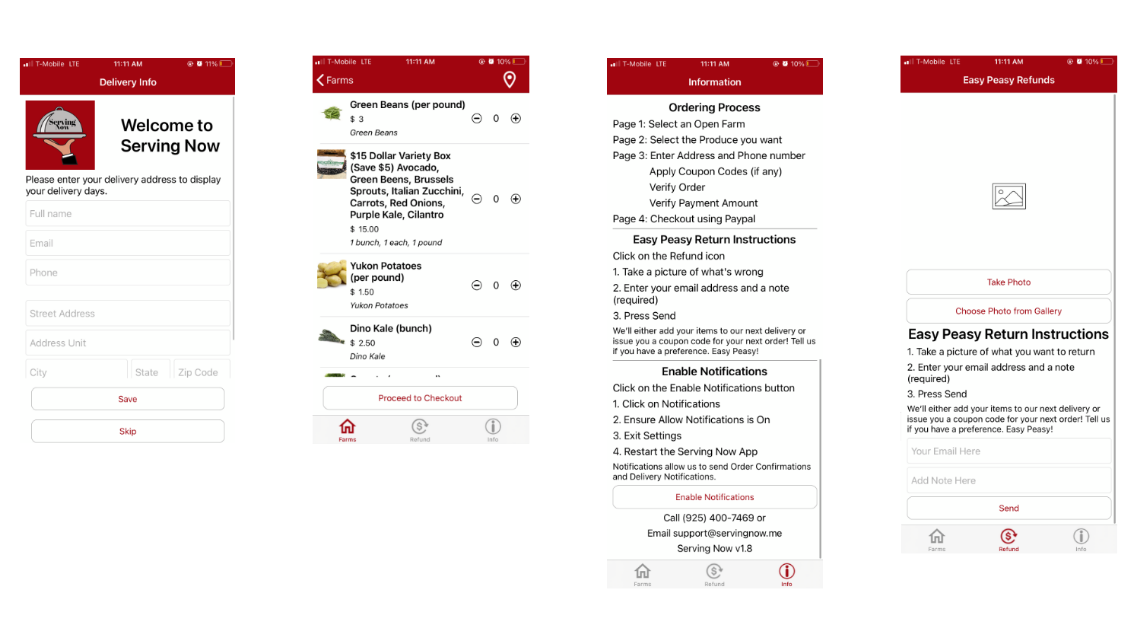 T-Mobile LTE 11:11 AM 11%
Delivery Info
Serving
Now
Welcome to
Serving Now
Please enter your delivery address to display
your delivery days.
Full name
Email
Phone
Street Address
Address Unit
City State Zip Code
Save
Skip
T-Mobile LTE 11:11 AM 10%
Farms
Green Beans (per pound)
$ 3
0
Green Beans
$15 Dollar Variety Box
(Save $5) Avocado,
Green Beans, Brussels
Sprouts, Italian Zucchini,
Carrots, Red Onions,
Purple Kale, Cilantro
0
$ 15.00
1 bunch, 1 each, 1 pound
Yukon Potatoes
(per pound)
0
$ 1.50
Yukon Potatoes
Dino Kale (bunch)
$ 2.50
0
Dino Kale
Proceed to Checkout
Farms Refund Info
T-Mobile LTE 11:11 AM 10%
Information
Ordering Process
Page 1: Select an Open Farm
Page 2: Select the Produce you want
Page 3: Enter Address and Phone number
Apply Coupon Codes (if any)
Verify Order
Verify Payment Amount
Page 4: Checkout using Paypal
Easy Peasy Return Instructions
Click on the Refund icon
1. Take a picture of what's wrong
2. Enter your email address and a note
(required)
3. Press Send
We'll either add your items to our next delivery or
issue you a coupon code for your next order! Tell us
if you have a preference. Easy Peasy!
Enable Notifications
Click on the Enable Notifications button
1. Click on Notifications
2. Ensure Allow Notifications is On
3. Exit Settings
4. Restart the Serving Now App
Notifications allow us to send Order Confirmations
and Delivery Notifications.
Enable Notifications
Call (925) 400-7469 or
Email support@servingnow.me
Serving Now v1.8
Farms Refund Info
T-Mobile LTE 11:11 AM 10%
Easy Peasy Refunds
Take Photo
Choose Photo from Gallery
Easy Peasy Return Instructions
1. Take a picture of what you want to return
2. Enter your email address and a note
(required)
3. Press Send
We'll either add your items to our next delivery or
issue you a coupon code for your next order! Tell us
if you have a preference. Easy Peasy!
Your Email Here
Add Note Here
Send
Farms Refund Info